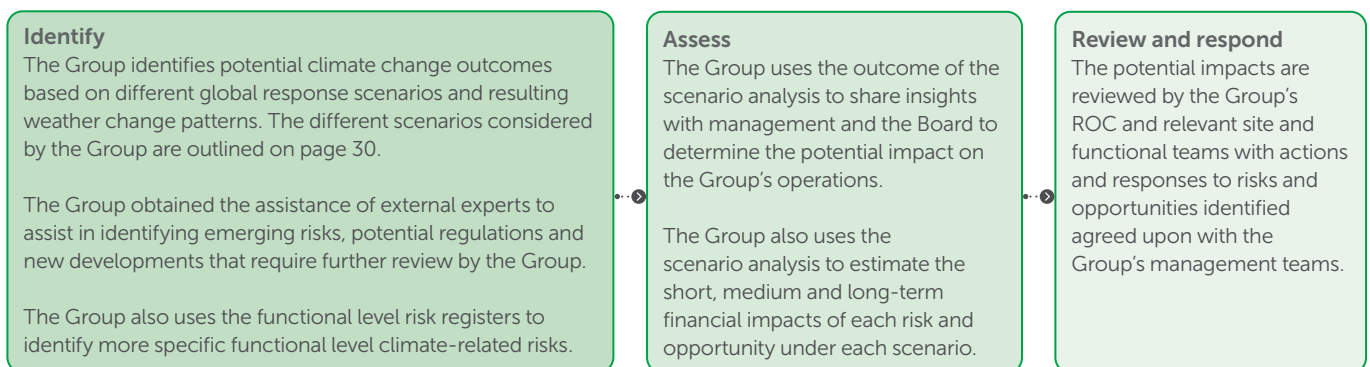 Identify
The Group identifies potential climate change outcomes
based on different global response scenarios and resulting
weather change patterns. The different scenarios considered
by the Group are outlined on page 30.
The Group obtained the assistance of external experts to
assist in identifying emerging risks, potential regulations and
new developments that require further review by the Group.
The Group also uses the functional level risk registers to
identify more specific functional level climate-related risks.
Assess
The Group uses the outcome of the
scenario analysis to share insights
with management and the Board to
determine the potential impact on
the Group’s operations.
The Group also uses the
scenario analysis to estimate the
short, medium and long-term
financial impacts of each risk and
opportunity under each scenario.
Review and respond
The potential impacts are
reviewed by the Group’s
ROC and relevant site and
functional teams with actions
and responses to risks and
opportunities identified
agreed upon with the
Group’s management teams.